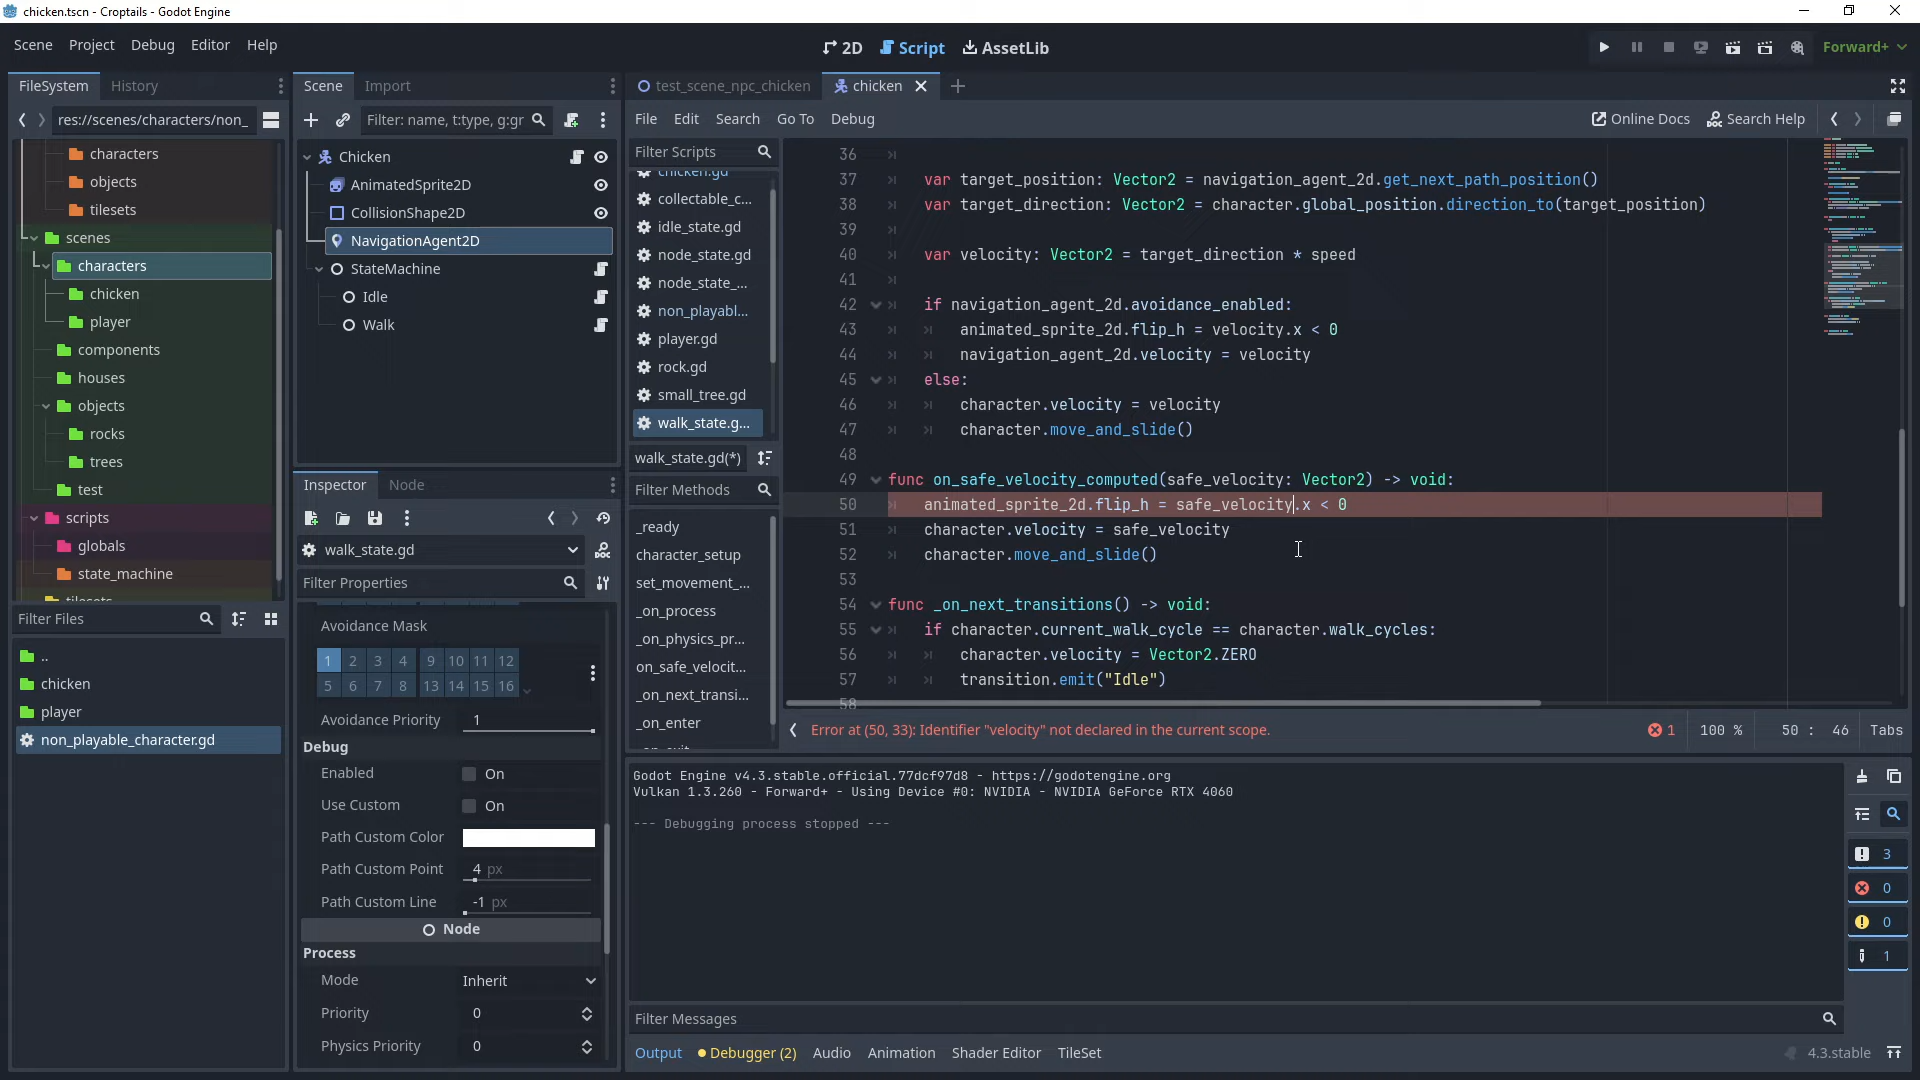 chicken.tscn - Croptails - Godot Engine
Scene Project Debug Editor Help
2D Script AssetLib
Forward+
FileSystem History
res://scenes/characters/non_
characters
objects
tilesets
scenes
characters
chicken
player
components
houses
objects
rocks
trees
test
scripts
globals
state_machine
Filter Files
..
chicken
player
non_playable_character.gd
Scene Import
Filter: name, t:type, g:gr
Chicken
AnimatedSprite2D
CollisionShape2D
NavigationAgent2D
StateMachine
Idle
Walk
Inspector Node
walk_state.gd
Filter Properties
Avoidance Mask
1 2 3 4 9 10 11 12
5 6 7 8 13 14 15 16
Avoidance Priority 1
Debug
Enabled On
Use Custom On
Path Custom Color
Path Custom Point 4 px
Path Custom Line -1 px
Node
Process
Mode Inherit
Priority 0
Physics Priority 0
test_scene_npc_chicken chicken
File Edit Search Go To Debug
Online Docs Search Help
Filter Scripts
chicken.gd
collectable_c...
idle_state.gd
node_state.gd
node_state_...
non_playabl...
player.gd
rock.gd
small_tree.gd
walk_state.g...
walk_state.gd(*)
Filter Methods
_ready
character_setup
set_movement_...
_on_process
_on_physics_pr...
on_safe_velocit...
_on_next_transi...
_on_enter
36
37 var target_position: Vector2 = navigation_agent_2d.get_next_path_position()
38 var target_direction: Vector2 = character.global_position.direction_to(target_position)
39
40 var velocity: Vector2 = target_direction * speed
41
42 if navigation_agent_2d.avoidance_enabled:
43 animated_sprite_2d.flip_h = velocity.x < 0
44 navigation_agent_2d.velocity = velocity
45 else:
46 character.velocity = velocity
47 character.move_and_slide()
48
49 func on_safe_velocity_computed(safe_velocity: Vector2) -> void:
50 animated_sprite_2d.flip_h = safe_velocity.x < 0
51 character.velocity = safe_velocity
52 character.move_and_slide()
53
54 func _on_next_transitions() -> void:
55 if character.current_walk_cycle == character.walk_cycles:
56 character.velocity = Vector2.ZERO
57 transition.emit("Idle")
58
Error at (50, 33): Identifier "velocity" not declared in the current scope.
1 100 % 50 : 46 Tabs
Godot Engine v4.3.stable.official.77dcf97d8 - https://godotengine.org
Vulkan 1.3.260 - Forward+ - Using Device #0: NVIDIA - NVIDIA GeForce RTX 4060
--- Debugging process stopped ---
3
0
0
1
Filter Messages
Output Debugger (2) Audio Animation Shader Editor TileSet
4.3.stable